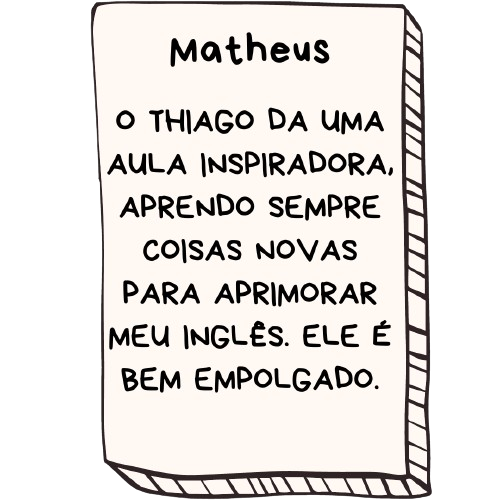 Matheus
O THIAGO DA UMA
AULA INSPIRADORA,
APRENDO SEMPRE
COISAS NOVAS
PARA APRIMORAR
MEU INGLÊS. ELE É
BEM EMPOLGADO.